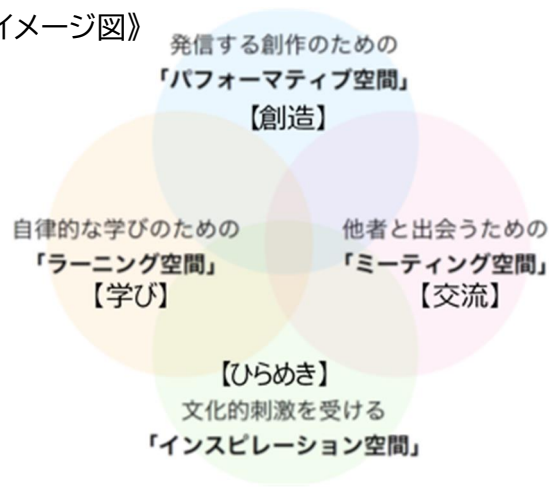 イメージ図》
発信する創作のための
「パフォーマティブ空間」
【創造】
自律的な学びのための
「ラーニング空間」
【学び】
他者と出会うための
「ミーティング空間」
【交流】
【ひらめき】
文化的刺激を受ける
「インスピレーション空間」